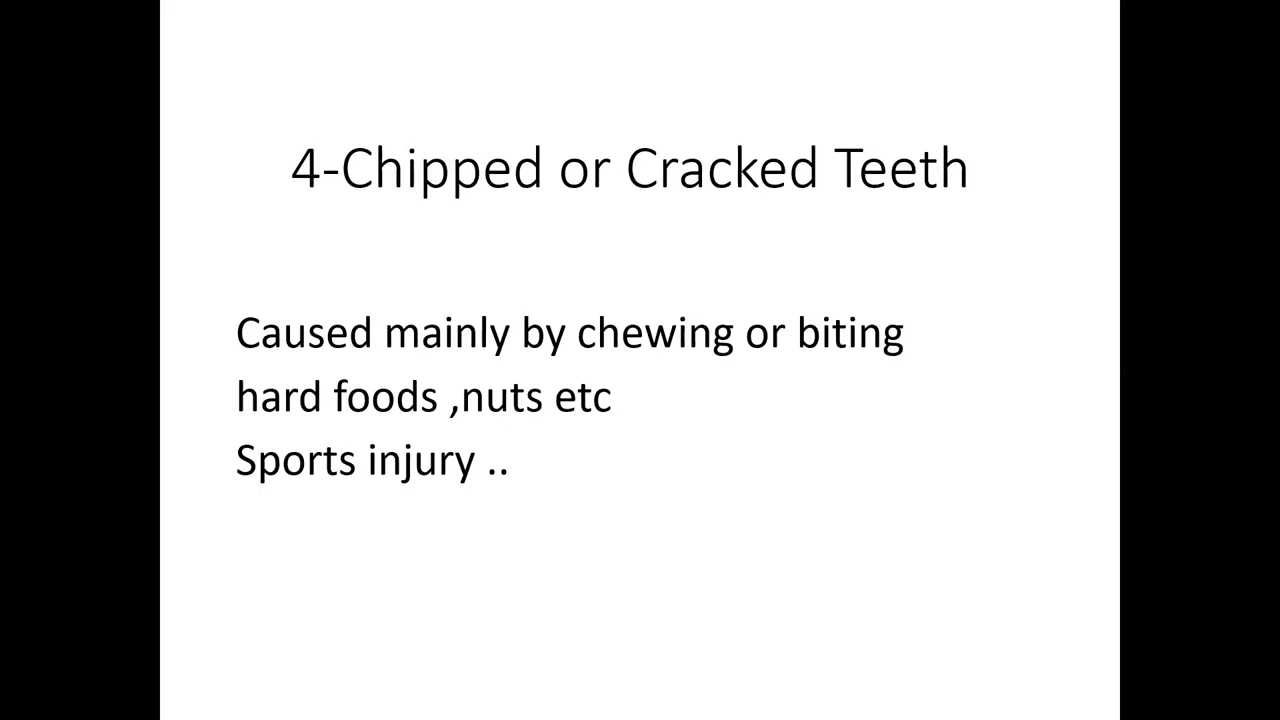 4-Chipped or Cracked Teeth
Caused mainly by chewing or biting
hard foods ,nuts etc
Sports injury ..